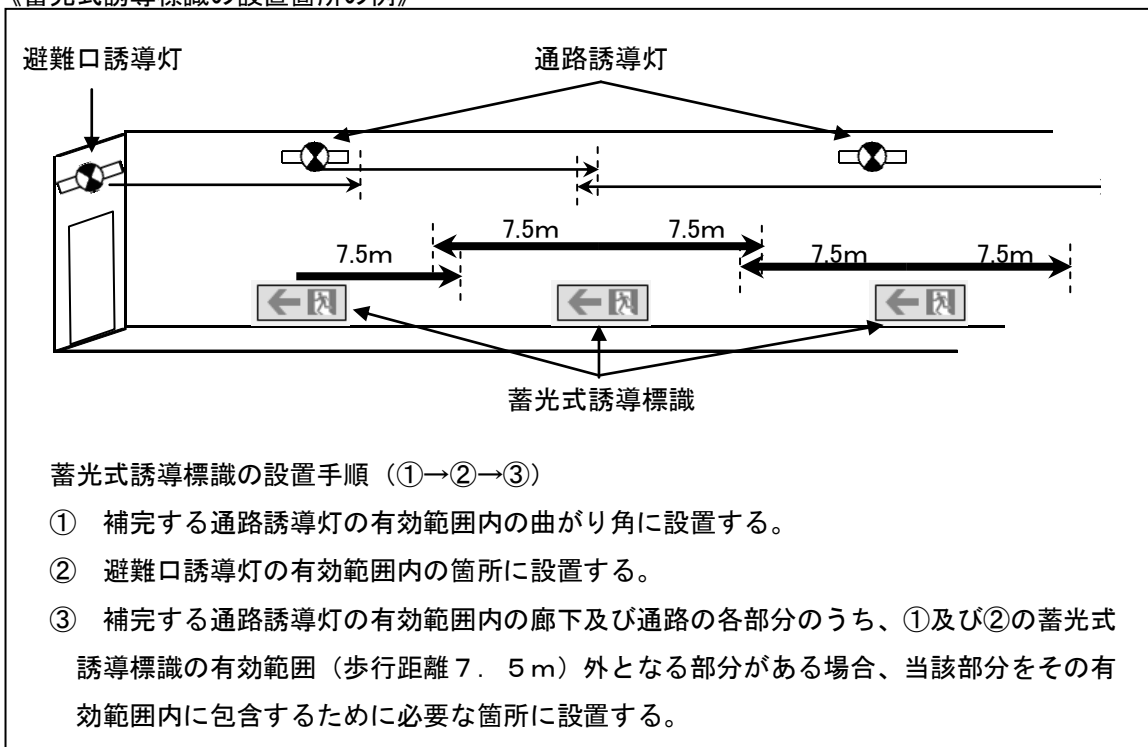 《蓄光式誘導標識の設置箇所の例》
避難口誘導灯
通路誘導灯
7.5m
7.5m
7.5m
7.5m
7.5m
蓄光式誘導標識
蓄光式誘導標識の設置手順（①→②→③）
① 補完する通路誘導灯の有効範囲内の曲がり角に設置する。
② 避難口誘導灯の有効範囲内の箇所に設置する。
③ 補完する通路誘導灯の有効範囲内の廊下及び通路の各部分のうち、①及び②の蓄光式
誘導標識の有効範囲（歩行距離７．５ｍ）外となる部分がある場合、当該部分をその有
効範囲内に包含するために必要な箇所に設置する。